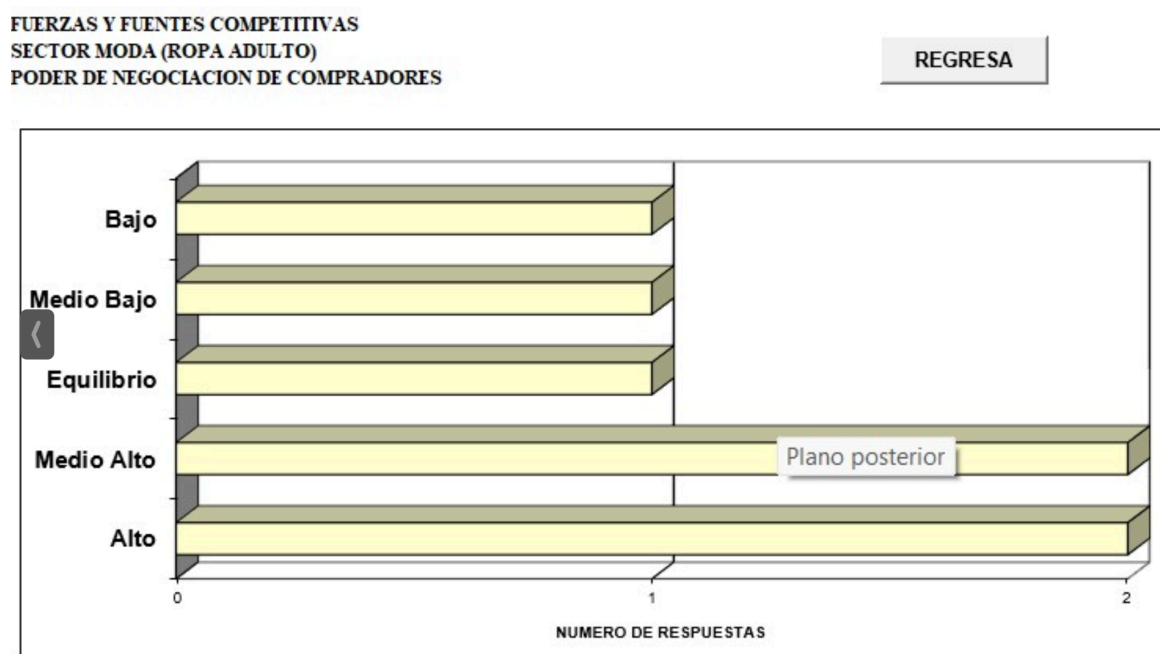 FUERZAS Y FUENTES COMPETITIVAS
SECTOR MODA (ROPA ADULTO)
PODER DE NEGOCIACION DE COMPRADORES
REGRESA
Bajo
Medio Bajo
Equilibrio
Medio Alto
Plano posterior
Alto
0 1 2
NUMERO DE RESPUESTAS